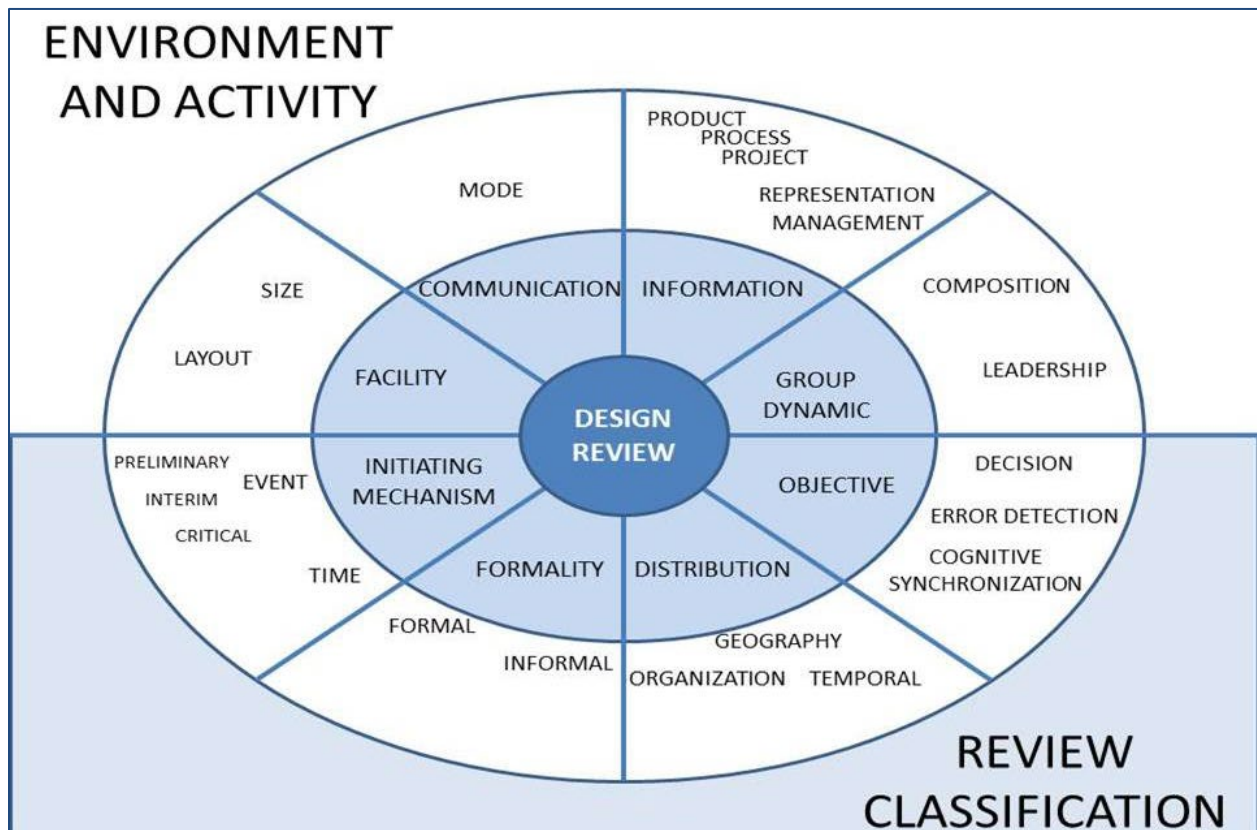 ENVIRONMENT
AND ACTIVITY
PRODUCT
PROCESS
PROJECT
MODE
REPRESENTATION
MANAGEMENT
SIZE
COMMUNICATION
INFORMATION
COMPOSITION
LAYOUT
FACILITY
GROUP
DYNAMIC
LEADERSHIP
DESIGN
REVIEW
PRELIMINARY
EVENT
INTERIM
CRITICAL
TIME
INITIATING
MECHANISM
OBJECTIVE
DECISION
ERROR DETECTION
COGNITIVE
SYNCHRONIZATION
FORMALITY
DISTRIBUTION
FORMAL
INFORMAL
GEOGRAPHY
ORGANIZATION
TEMPORAL
REVIEW
CLASSIFICATION